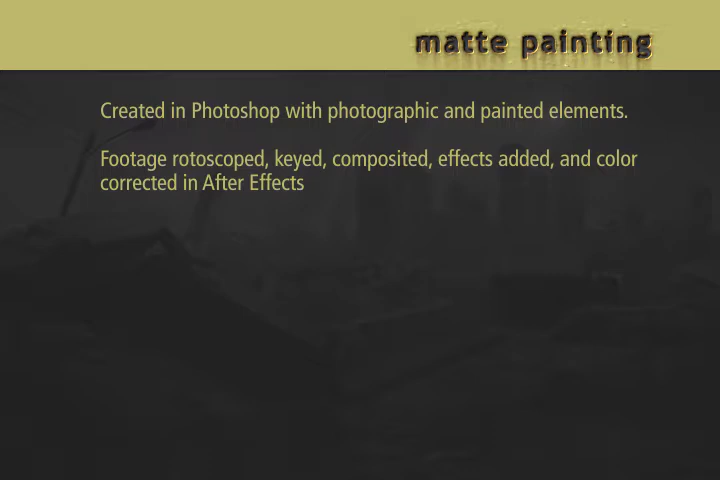 matte painting
Created in Photoshop with photographic and painted elements.
Footage rotoscoped, keyed, composited, effects added, and color
corrected in After Effects